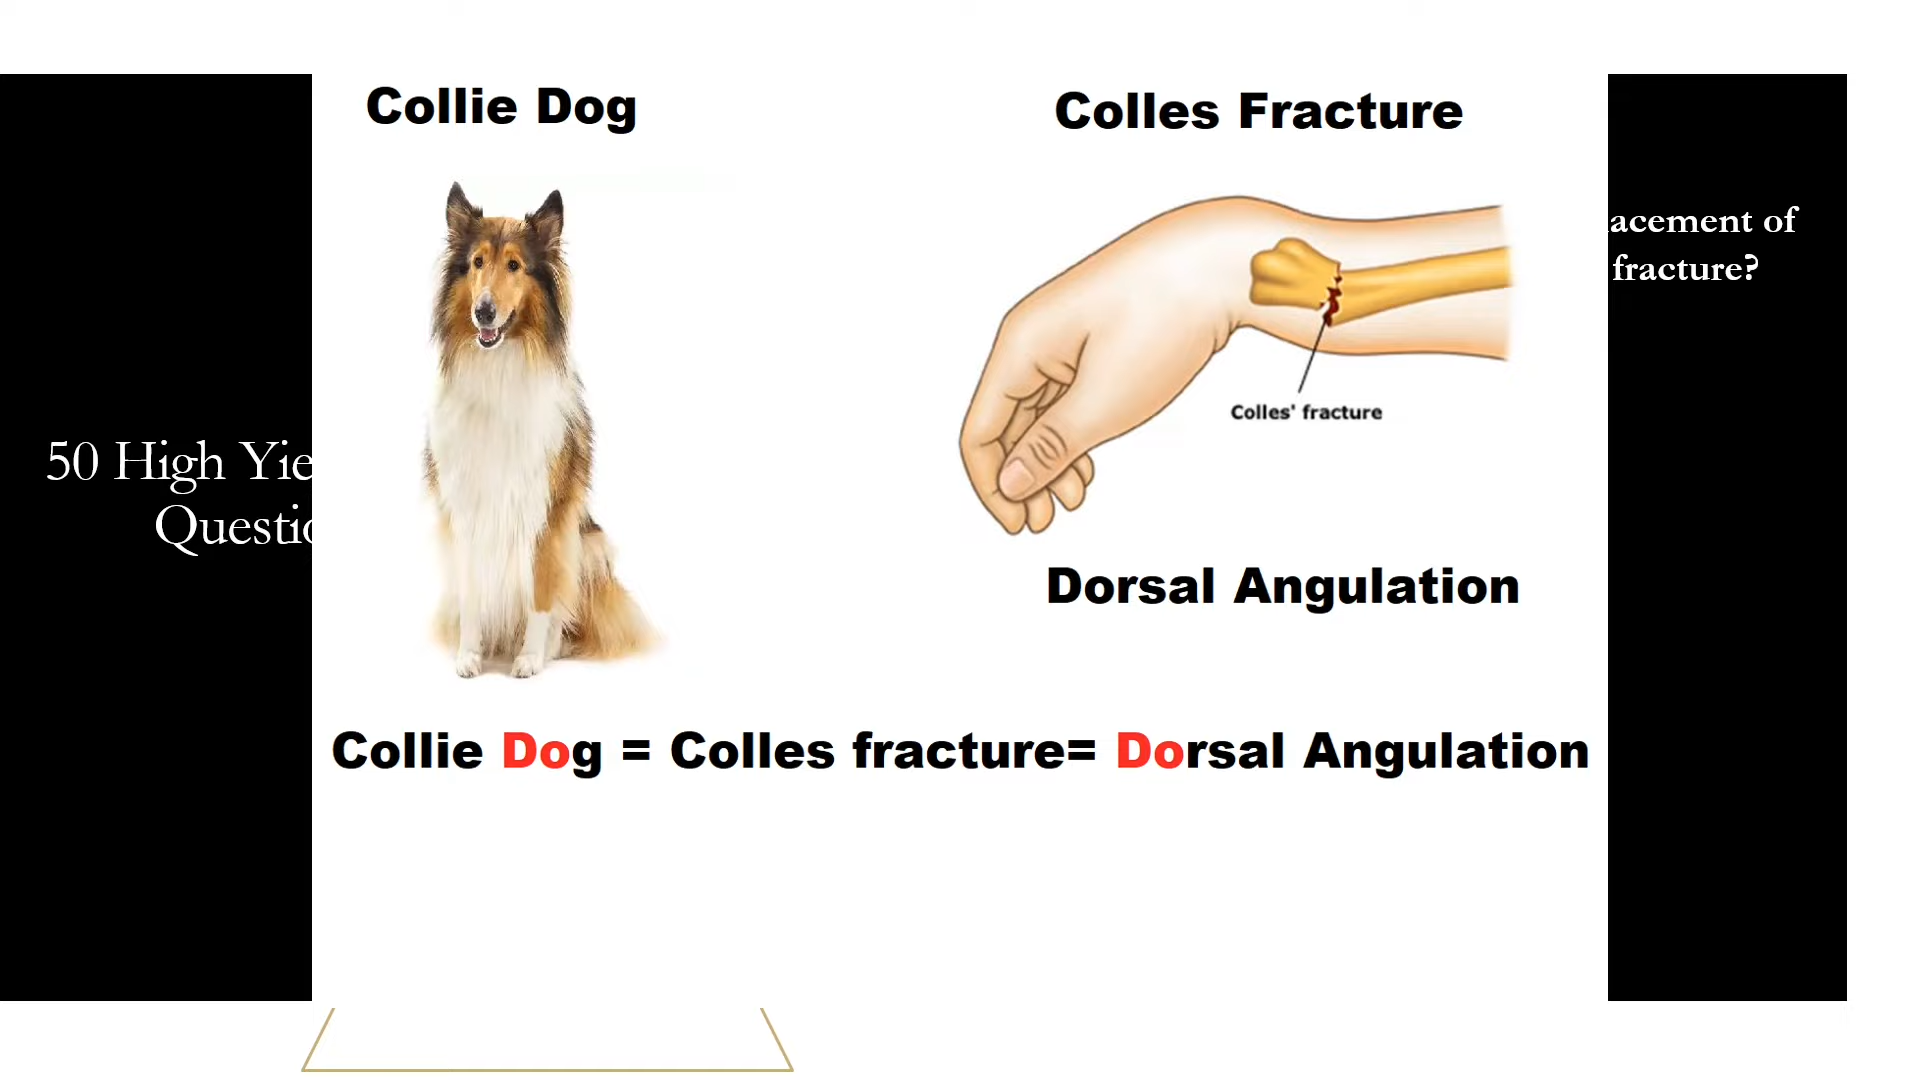 Collie Dog
Colles Fracture
acement of
fracture?
50 High Yie
Questio
Colles' fracture
Dorsal Angulation
Collie Dog = Colles fracture= Dorsal Angulation